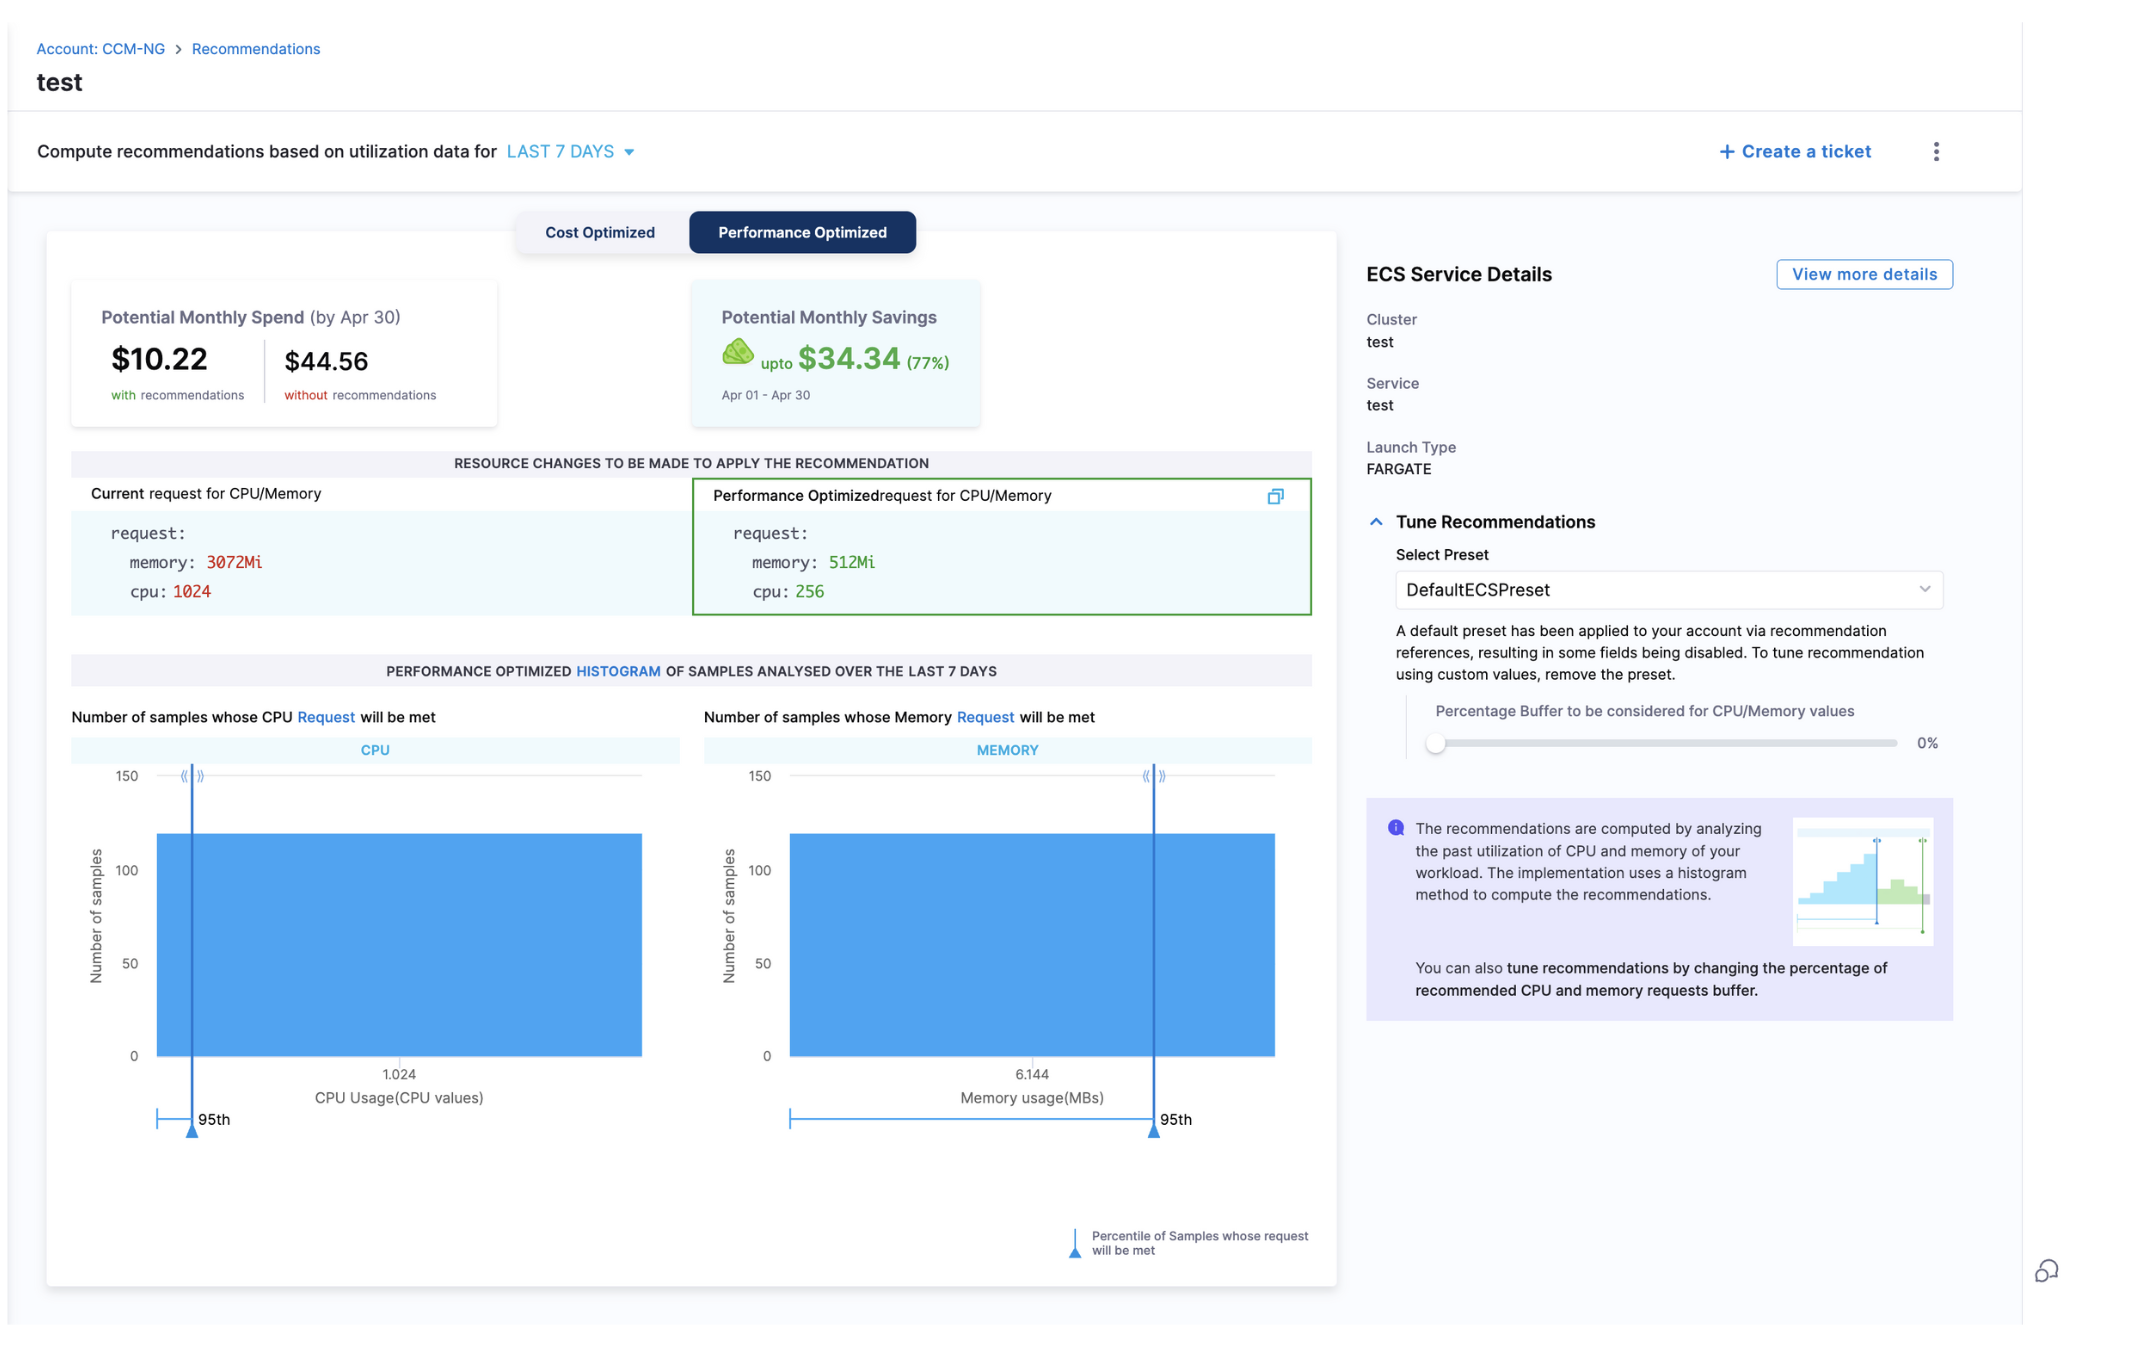 Account: CCM-NG > Recommendations
test
Compute recommendations based on utilization data for LAST 7 DAYS
+ Create a ticket
Cost Optimized
Performance Optimized
Potential Monthly Spend (by Apr 30)
$10.22
with recommendations
$44.56
without recommendations
Potential Monthly Savings
upto $34.34 (77%)
Apr 01 - Apr 30
RESOURCE CHANGES TO BE MADE TO APPLY THE RECOMMENDATION
Current request for CPU/Memory
request:
memory: 3072Mi
cpu: 1024
Performance Optimizedrequest for CPU/Memory
request:
memory: 512Mi
cpu: 256
PERFORMANCE OPTIMIZED HISTOGRAM OF SAMPLES ANALYSED OVER THE LAST 7 DAYS
Number of samples whose CPU Request will be met
CPU
150
100
50
0
Number of samples
1.024
CPU Usage(CPU values)
95th
Number of samples whose Memory Request will be met
MEMORY
150
100
50
0
Number of samples
6.144
Memory usage(MBs)
95th
Percentile of Samples whose request
will be met
ECS Service Details
View more details
Cluster
test
Service
test
Launch Type
FARGATE
Tune Recommendations
Select Preset
DefaultECSPreset
A default preset has been applied to your account via recommendation
references, resulting in some fields being disabled. To tune recommendation
using custom values, remove the preset.
Percentage Buffer to be considered for CPU/Memory values
0%
The recommendations are computed by analyzing
the past utilization of CPU and memory of your
workload. The implementation uses a histogram
method to compute the recommendations.
You can also tune recommendations by changing the percentage of
recommended CPU and memory requests buffer.